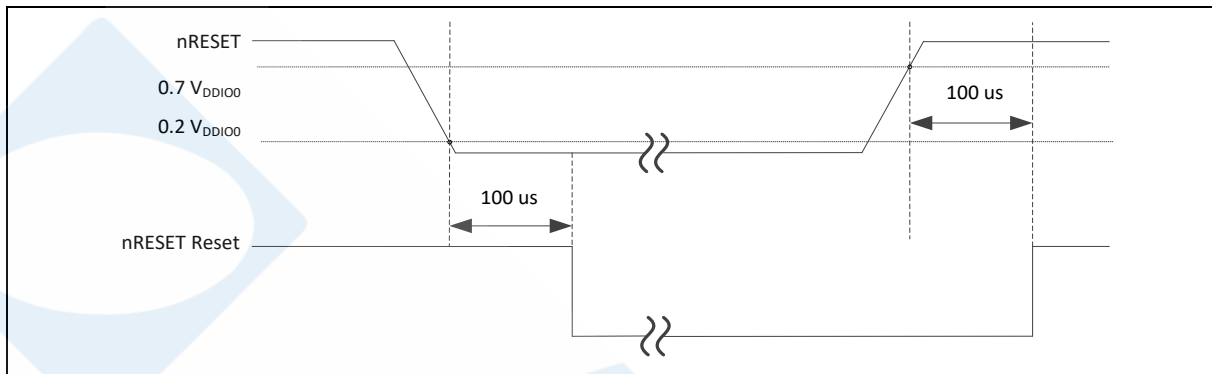 nRESET
0.7 VDDIO0
100 us
0.2 VDDIO0
100 us
nRESET Reset